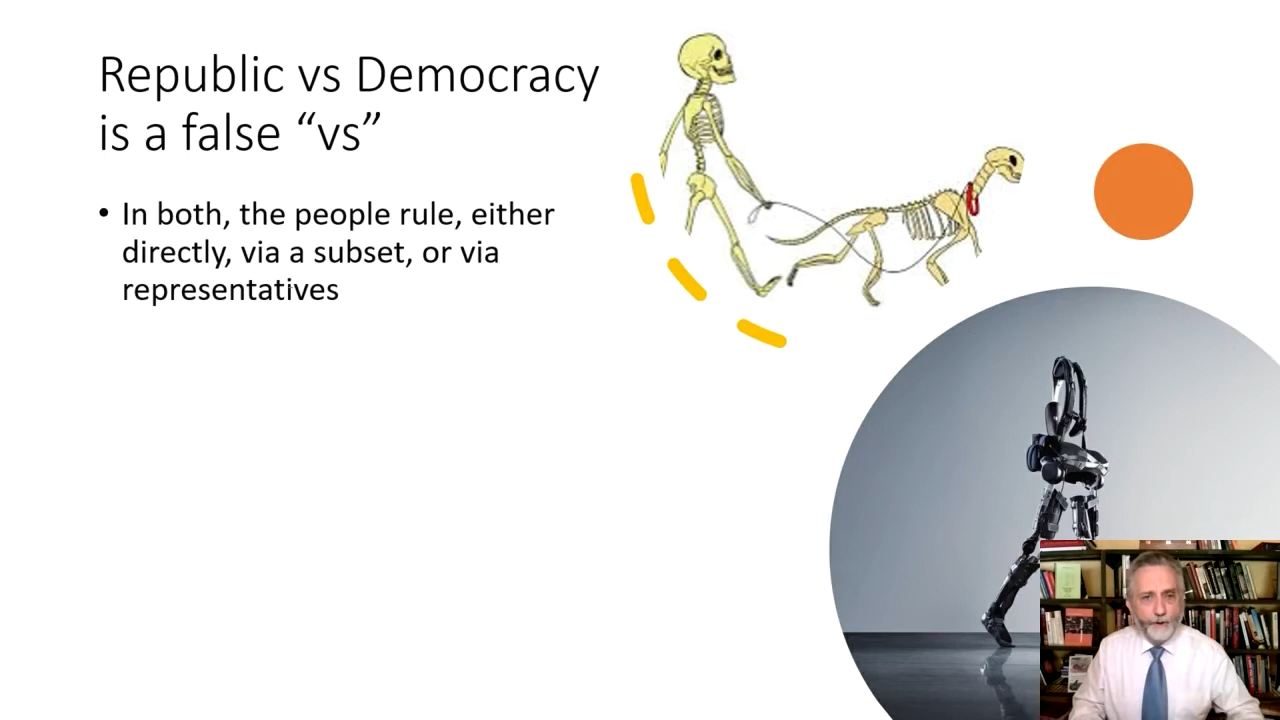 Republic vs Democracy
is a false “vs”
• In both, the people rule, either
directly, via a subset, or via
representatives